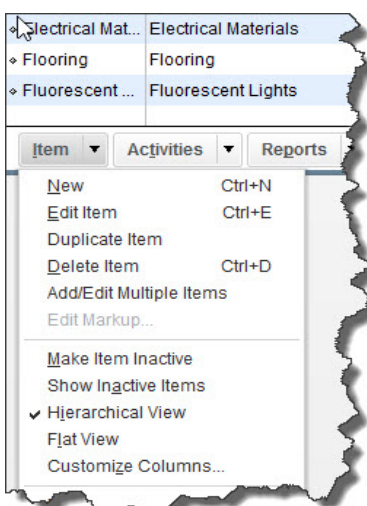 Electrical Mat... Electrical Materials
Flooring Flooring
Fluorescent ... Fluorescent Lights
Item Activities Reports
New Ctrl+N
Edit Item Ctrl+E
Duplicate Item
Delete Item Ctrl+D
Add/Edit Multiple Items
Edit Markup...
Make Item Inactive
Show Inactive Items
Hierarchical View
Flat View
Customize Columns...